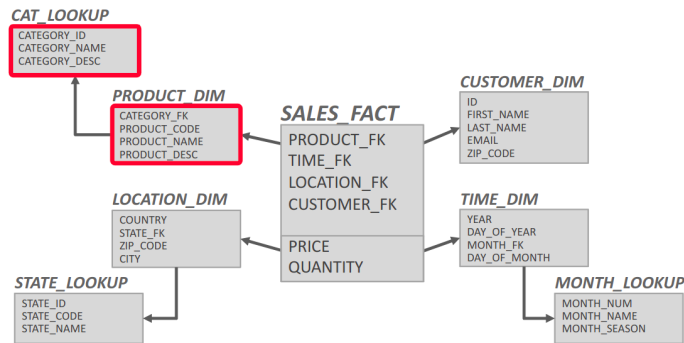 CAT_LOOKUP
CATEGORY_ID
CATEGORY_NAME
CATEGORY_DESC
PRODUCT_DIM
CATEGORY_FK
PRODUCT_CODE
PRODUCT_NAME
PRODUCT_DESC
SALES_FACT
PRODUCT_FK
TIME_FK
LOCATION_FK
CUSTOMER_FK
PRICE
QUANTITY
CUSTOMER_DIM
ID
FIRST_NAME
LAST_NAME
EMAIL
ZIP_CODE
LOCATION_DIM
COUNTRY
STATE_FK
ZIP_CODE
CITY
TIME_DIM
YEAR
DAY_OF_YEAR
MONTH_FK
DAY_OF_MONTH
STATE_LOOKUP
STATE_ID
STATE_CODE
STATE_NAME
MONTH_LOOKUP
MONTH_NUM
MONTH_NAME
MONTH_SEASON